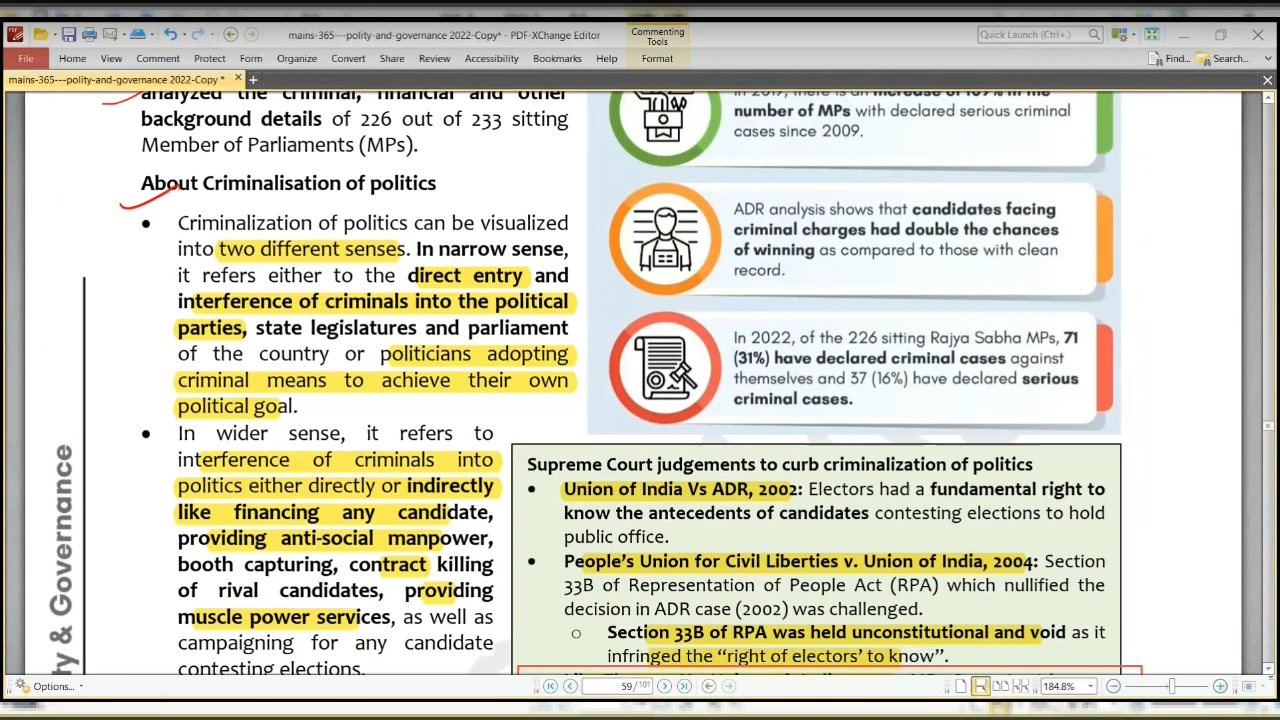 mains-365---polity-and-governance 2022-Copy* - PDF-XChange Editor
Commenting
Tools
Quick Launch (Ctrl+.)
File
Home
View
Comment
Protect
Form
Organize
Convert
Share
Review
Accessibility
Bookmarks
Help
Format
Find...
Search...
mains-365---polity-and-governance 2022-Copy *
analyzed the criminal, financial and other
background details of 226 out of 233 sitting
Member of Parliaments (MPs).
About Criminalisation of politics
• Criminalization of politics can be visualized
into two different senses. In narrow sense,
it refers either to the direct entry and
interference of criminals into the political
parties, state legislatures and parliament
of the country or politicians adopting
criminal means to achieve their own
political goal.
• In wider sense, it refers to
interference of criminals into
politics either directly or indirectly
like financing any candidate,
providing anti-social manpower,
booth capturing, contract killing
of rival candidates, providing
muscle power services, as well as
campaigning for any candidate
contesting elections.
number of MPs with declared serious criminal
cases since 2009.
ADR analysis shows that candidates facing
criminal charges had double the chances
of winning as compared to those with clean
record.
In 2022, of the 226 sitting Rajya Sabha MPs, 71
(31%) have declared criminal cases against
themselves and 37 (16%) have declared serious
criminal cases.
Supreme Court judgements to curb criminalization of politics
• Union of India Vs ADR, 2002: Electors had a fundamental right to
know the antecedents of candidates contesting elections to hold
public office.
• People's Union for Civil Liberties v. Union of India, 2004: Section
33B of Representation of People Act (RPA) which nullified the
decision in ADR case (2002) was challenged.
o Section 33B of RPA was held unconstitutional and void as it
infringed the "right of electors' to know".
ty & Governance
Options...
59 / 101
184.8%